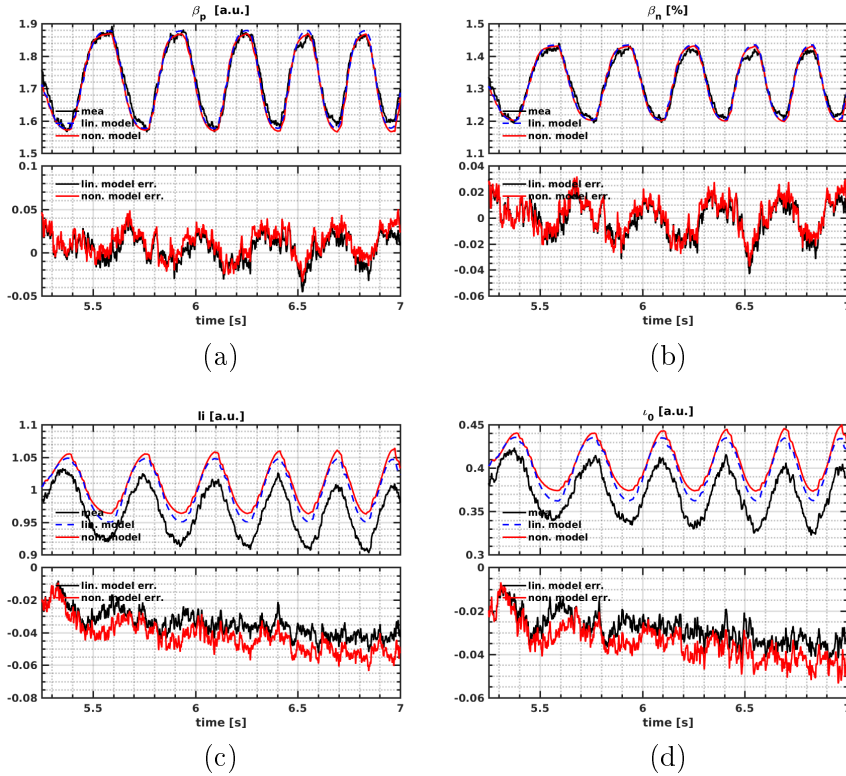 β_p [a.u.]
1.9
1.8
1.7
1.6
1.5
mea
lin. model
non. model
0.1
0.05
0
-0.05
lin. model err.
non. model err.
5.5 6 6.5 7
time [s]
(a)
β_n [%]
1.5
1.4
1.3
1.2
1.1
mea
lin. model
non. model
0.04
0.02
0
-0.02
-0.04
-0.06
lin. model err.
non. model err.
5.5 6 6.5 7
time [s]
(b)
li [a.u.]
1.1
1.05
1
0.95
0.9
mea
lin. model
non. model
0
-0.02
-0.04
-0.06
-0.08
lin. model err.
non. model err.
5.5 6 6.5 7
time [s]
(c)
ι_0 [a.u.]
0.45
0.4
0.35
0.3
mea
lin. model
non. model
0
-0.02
-0.04
-0.06
lin. model err.
non. model err.
5.5 6 6.5 7
time [s]
(d)